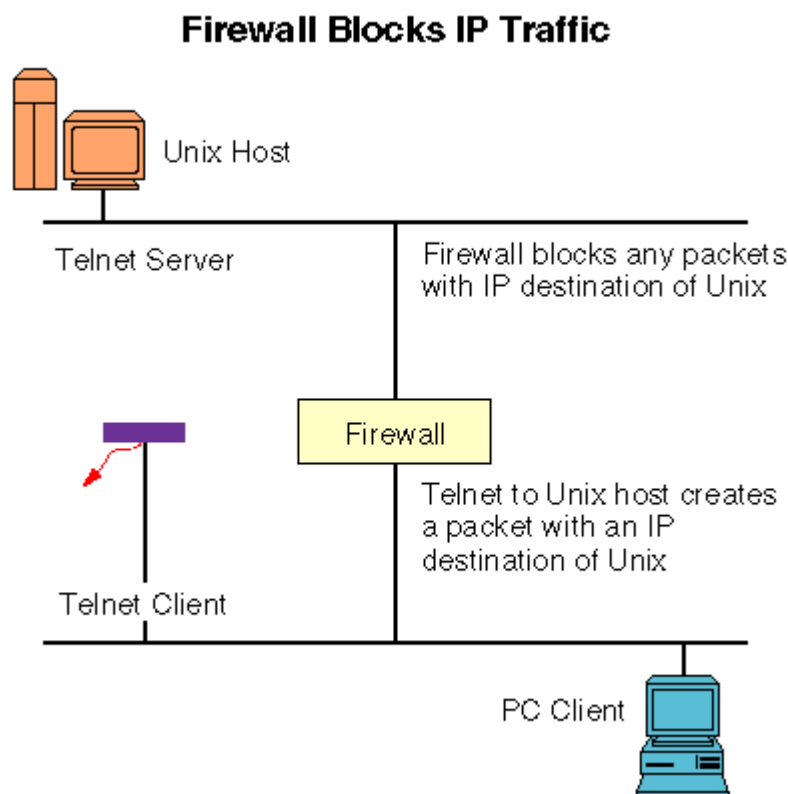 Firewall Blocks IP Traffic
Unix Host
Telnet Server
Firewall blocks any packets
with IP destination of Unix
Firewall
Telnet to Unix host creates
a packet with an IP
destination of Unix
Telnet Client
PC Client